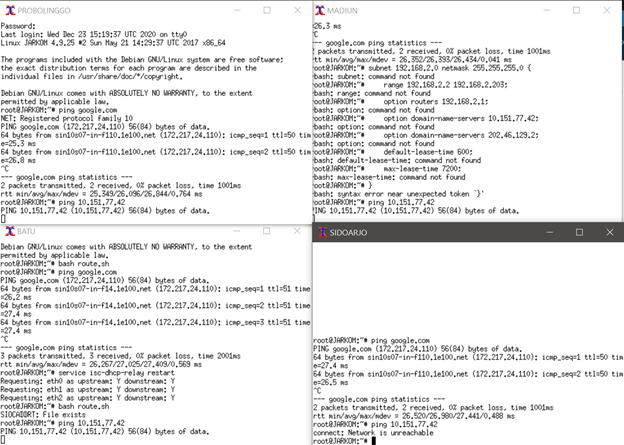 PROBOLINGGO
Password:
Last login: Wed Dec 23 15:19:37 UTC 2020 on tty0
Linux JARKOM 4.9.25 #2 Sun May 21 14:29:37 UTC 2017 x86_64
The programs included with the Debian GNU/Linux system are free software;
the exact distribution terms for each program are described in the
individual files in /usr/share/doc/*/copyright.
Debian GNU/Linux comes with ABSOLUTELY NO WARRANTY, to the extent
permitted by applicable law.
root@JARKOM:~# ping google.com
NET: Registered protocol family 10
PING google.com (172.217.24.110) 56(84) bytes of data.
64 bytes from sin10s07-in-f110.1e100.net (172.217.24.110): icmp_seq=1 ttl=50 tim
e=25.3 ms
64 bytes from sin10s07-in-f110.1e100.net (172.217.24.110): icmp_seq=2 ttl=50 tim
e=26.8 ms
^C
--- google.com ping statistics ---
2 packets transmitted, 2 received, 0% packet loss, time 1001ms
rtt min/avg/max/mdev = 25.349/26.096/26.844/0.764 ms
root@JARKOM:~# ping 10.151.77.42
PING 10.151.77.42 (10.151.77.42) 56(84) bytes of data.
MADIUN
=26.3 ms
^C
--- google.com ping statistics ---
2 packets transmitted, 2 received, 0% packet loss, time 1001ms
rtt min/avg/max/mdev = 26.352/26.393/26.434/0.041 ms
root@JARKOM:~# subnet 192.168.2.0 netmask 255.255.255.0 {
bash: subnet: command not found
root@JARKOM:~# range 192.168.2.2 192.168.2.203;
bash: range: command not found
root@JARKOM:~# option routers 192.168.2.1;
bash: option: command not found
root@JARKOM:~# option domain-name-servers 10.151.77.42;
bash: option: command not found
root@JARKOM:~# option domain-name-servers 202.46.129.2;
bash: option: command not found
root@JARKOM:~# default-lease-time 600;
bash: default-lease-time: command not found
root@JARKOM:~# max-lease-time 7200;
bash: max-lease-time: command not found
root@JARKOM:~# }
bash: syntax error near unexpected token `}'
root@JARKOM:~# ping 10.151.77.42
PING 10.151.77.42 (10.151.77.42) 56(84) bytes of data.
BATU
Debian GNU/Linux comes with ABSOLUTELY NO WARRANTY, to the extent
permitted by applicable law.
root@JARKOM:~# bash route.sh
root@JARKOM:~# ping google.com
PING google.com (172.217.24.110) 56(84) bytes of data.
64 bytes from sin10s07-in-f14.1e100.net (172.217.24.110): icmp_seq=1 ttl=51 time
=26.2 ms
64 bytes from sin10s07-in-f14.1e100.net (172.217.24.110): icmp_seq=2 ttl=51 time
=27.4 ms
64 bytes from sin10s07-in-f14.1e100.net (172.217.24.110): icmp_seq=3 ttl=51 time
=27.4 ms
^C
--- google.com ping statistics ---
3 packets transmitted, 3 received, 0% packet loss, time 2001ms
rtt min/avg/max/mdev = 26.267/27.025/27.409/0.569 ms
root@JARKOM:~# service isc-dhcp-relay restart
Requesting: eth0 as upstream: Y downstream: Y
Requesting: eth1 as upstream: Y downstream: Y
Requesting: eth2 as upstream: Y downstream: Y
root@JARKOM:~# bash route.sh
SIOCADDRT: File exists
root@JARKOM:~# ping 10.151.77.42
PING 10.151.77.42 (10.151.77.42) 56(84) bytes of data.
SIDOARJO
root@JARKOM:~# ping google.com
PING google.com (172.217.24.110) 56(84) bytes of data.
64 bytes from sin10s07-in-f110.1e100.net (172.217.24.110): icmp_seq=1 ttl=50 tim
e=27.4 ms
64 bytes from sin10s07-in-f110.1e100.net (172.217.24.110): icmp_seq=2 ttl=50 tim
e=26.5 ms
^C
--- google.com ping statistics ---
2 packets transmitted, 2 received, 0% packet loss, time 1001ms
rtt min/avg/max/mdev = 26.520/26.980/27.441/0.488 ms
root@JARKOM:~# ping 10.151.77.42
connect: Network is unreachable
root@JARKOM:~#